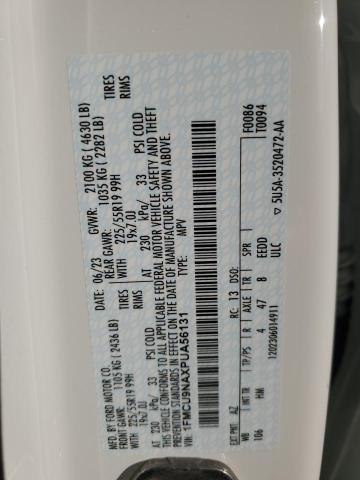 MFD. BY FORD MOTOR CO. DATE: 06/23 GVWR: 2100 KG ( 4630 LB)
FRONT GAWR: 1105 KG ( 2436 LB) REAR GAWR: 1035 KG ( 2282 LB)
WITH 225/55R19 99H TIRES WITH 225/55R19 99H TIRES
19x7.0J RIMS 19x7.0J RIMS
AT 230 kPa/ 33 PSI COLD AT 230 kPa/ 33 PSI COLD
THIS VEHICLE CONFORMS TO ALL APPLICABLE FEDERAL MOTOR VEHICLE SAFETY AND THEFT
PREVENTION STANDARDS IN EFFECT ON THE DATE OF MANUFACTURE SHOWN ABOVE.
VIN: 1FMCU9NAXPUA56131
TYPE: MPV
F0086
T0094
EXT PNT: AZ RC: 13 DSO:
WB INT TR TP/PS R AXLE TR SPR
106 HM 4 47 8 EEDD
ULC
1202306014911
5U5A-3520472-AA